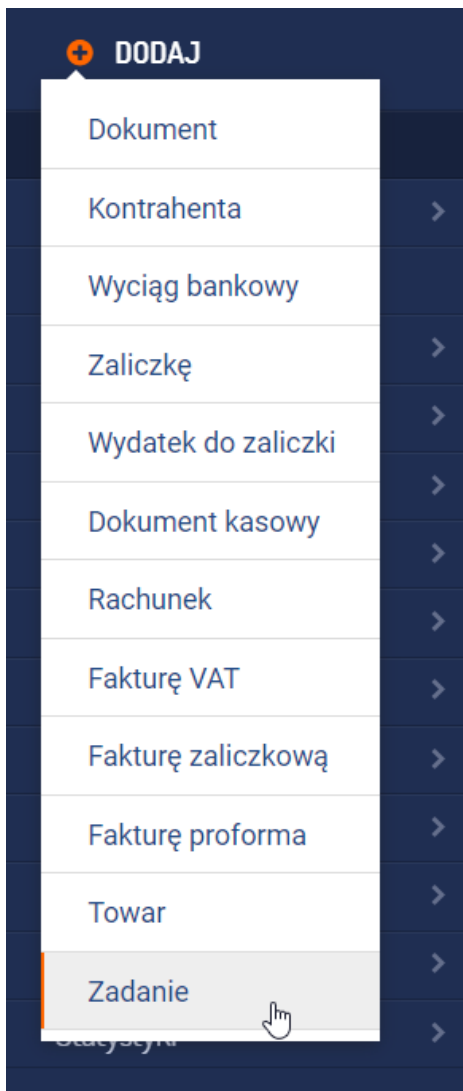 DODAJ
Dokument
Kontrahenta
Wyciąg bankowy
Zaliczkę
Wydatek do zaliczki
Dokument kasowy
Rachunek
Fakturę VAT
Fakturę zaliczkową
Fakturę proforma
Towar
Zadanie
Statystyki